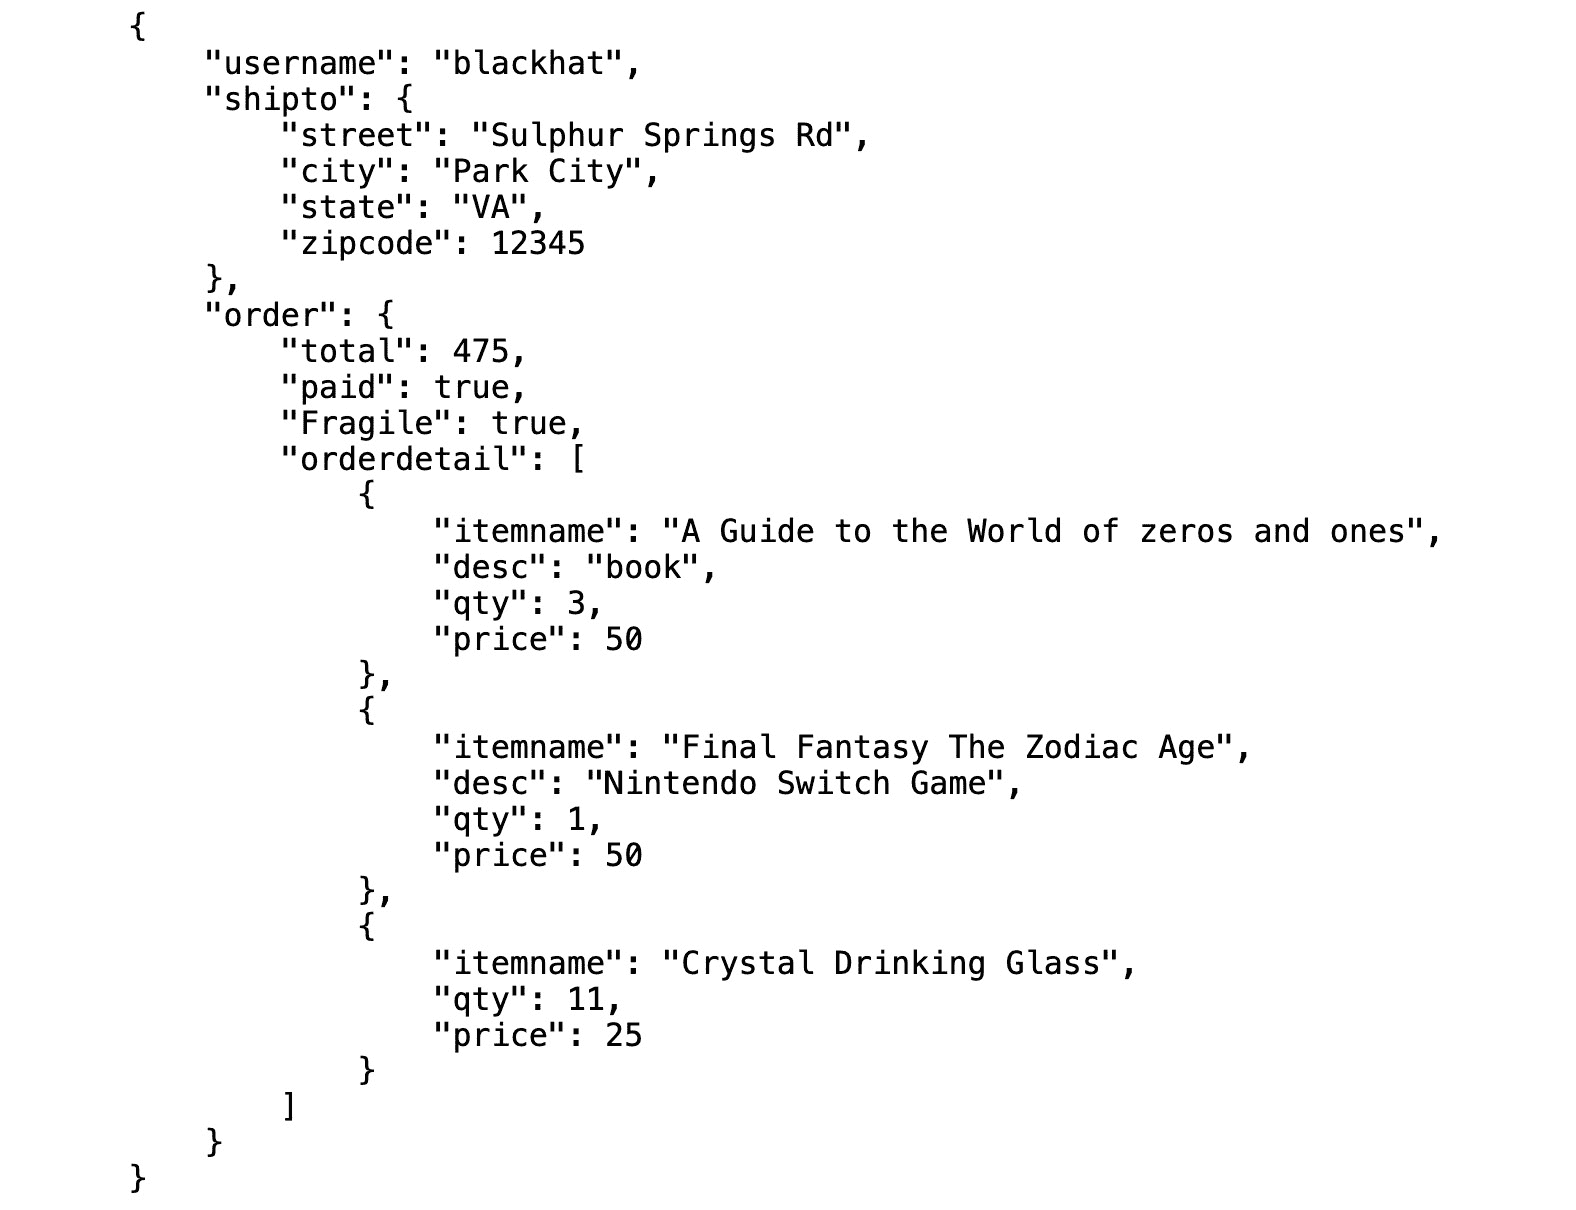 {
    "username": "blackhat",
    "shipto": {
        "street": "Sulphur Springs Rd",
        "city": "Park City",
        "state": "VA",
        "zipcode": 12345
    },
    "order": {
        "total": 475,
        "paid": true,
        "Fragile": true,
        "orderdetail": [
            {
                "itemname": "A Guide to the World of zeros and ones",
                "desc": "book",
                "qty": 3,
                "price": 50
            },
            {
                "itemname": "Final Fantasy The Zodiac Age",
                "desc": "Nintendo Switch Game",
                "qty": 1,
                "price": 50
            },
            {
                "itemname": "Crystal Drinking Glass",
                "qty": 11,
                "price": 25
            }
        ]
    }
}